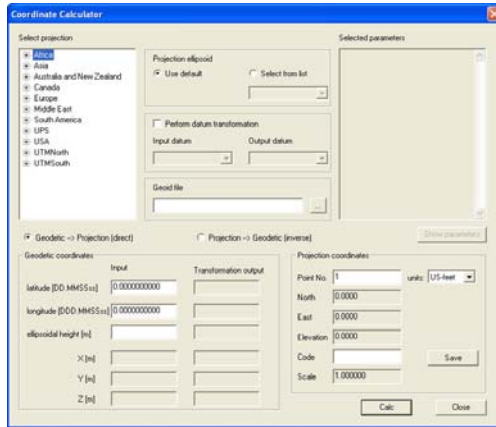 Coordinate Calculator
Select projection
Africa
Asia
Australia and New Zealand
Canada
Europe
Middle East
South America
UPS
USA
UTMNorth
UTMSouth
Projection ellipsoid
Use default
Select from list
Perform datum transformation
Input datum
Output datum
Geoid file
...
Selected parameters
Geodetic -> Projection (direct)
Projection -> Geodetic (inverse)
Show parameters
Geodetic coordinates
Input
Transformation output
latitude [DD.MMSSss] 0.0000000000
longitude [DDD.MMSSss] 0.0000000000
ellipsoidal height [m]
X [m]
Y [m]
Z [m]
Projection coordinates
Point No. 1 units: US-feet
North 0.0000
East 0.0000
Elevation 0.0000
Code
Save
Scale 1.000000
Calc
Close